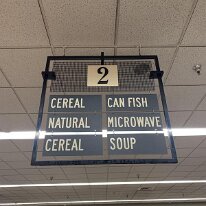 2
CEREAL CAN FISH
NATURAL MICROWAVE
CEREAL SOUP